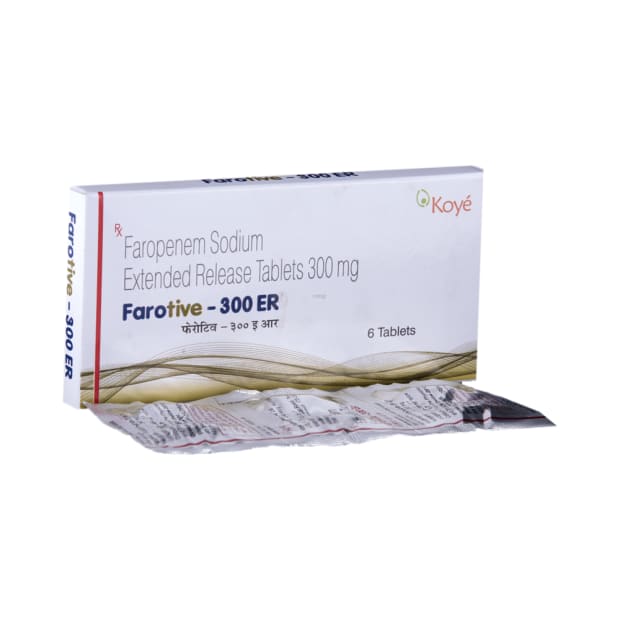 Farotive - 300 ER
Koyé
Rx
Faropenem Sodium
Extended Release Tablets 300 mg
Farotive - 300 ER
फेरोटिव - ३०० इ आर
6 Tablets
Farotive - 300 ER